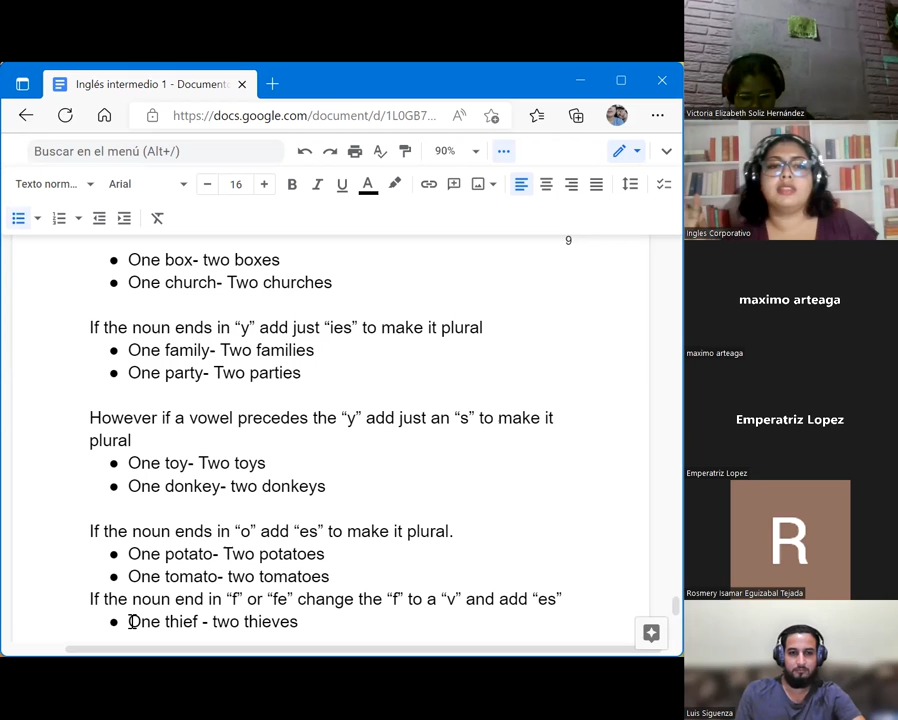 Inglés intermedio 1 - Documento
https://docs.google.com/document/d/1L0GB7...
Buscar en el menú (Alt+/)
90%
Texto norm...
Arial
16
9
One box- two boxes
One church- Two churches
If the noun ends in “y” add just “ies” to make it plural
One family- Two families
One party- Two parties
However if a vowel precedes the “y” add just an “s” to make it
plural
One toy- Two toys
One donkey- two donkeys
If the noun ends in “o” add “es” to make it plural.
One potato- Two potatoes
One tomato- two tomatoes
If the noun end in “f” or “fe” change the “f” to a “v” and add “es”
One thief - two thieves
Victoria Elizabeth Soliz Hernández
Ingles Corporativo
maximo arteaga
maximo arteaga
Emperatriz Lopez
Emperatriz Lopez
R
Rosmery Isamar Eguizabal Tejada
Luis Siguenza